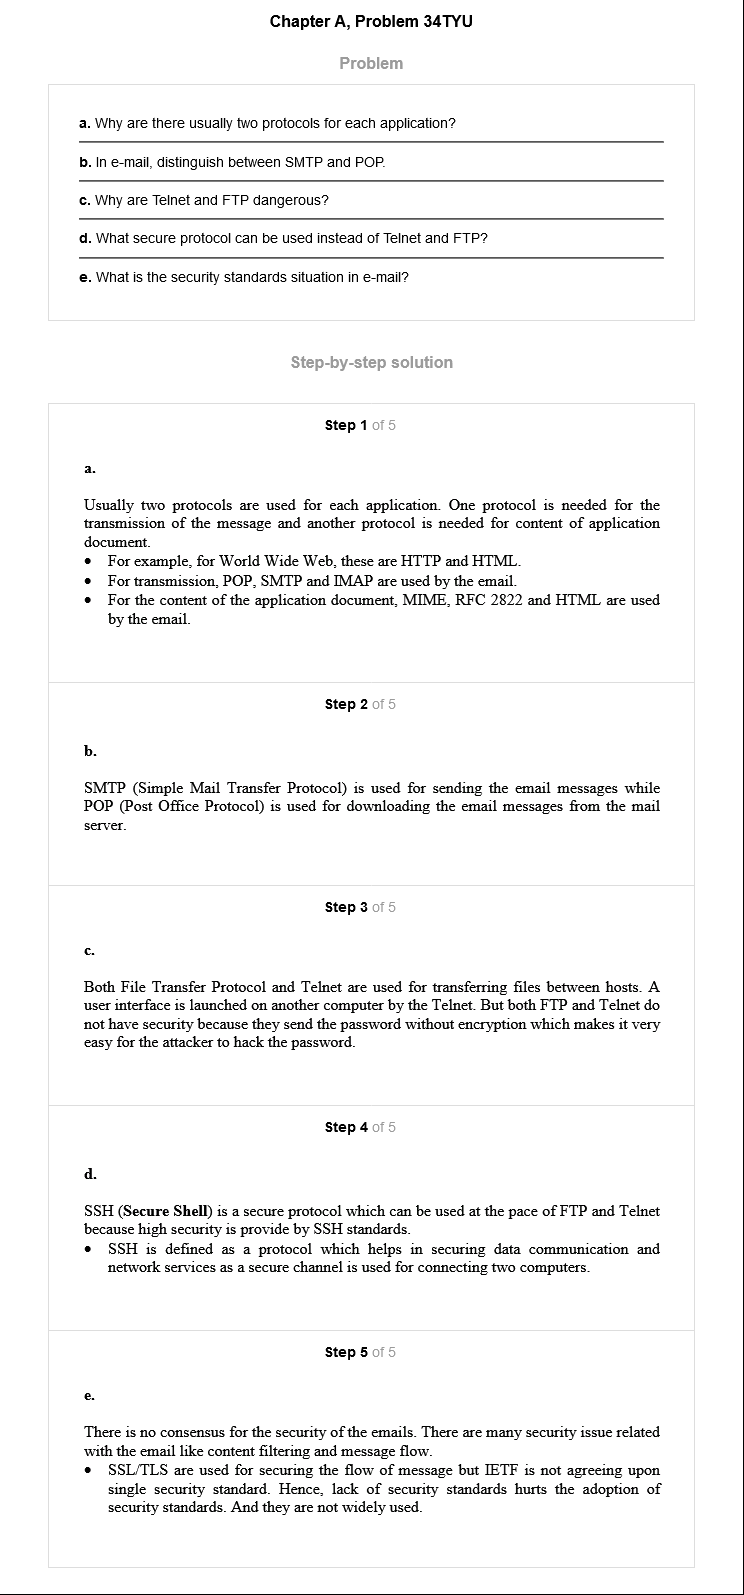 Chapter A, Problem 34TYU
Problem
a. Why are there usually two protocols for each application?
b. In e-mail, distinguish between SMTP and POP.
c. Why are Telnet and FTP dangerous?
d. What secure protocol can be used instead of Telnet and FTP?
e. What is the security standards situation in e-mail?
Step-by-step solution
Step 1 of 5
a.
Usually two protocols are used for each application. One protocol is needed for the
transmission of the message and another protocol is needed for content of application
document.
• For example, for World Wide Web, these are HTTP and HTML.
• For transmission, POP, SMTP and IMAP are used by the email.
• For the content of the application document, MIME, RFC 2822 and HTML are used
by the email.
Step 2 of 5
b.
SMTP (Simple Mail Transfer Protocol) is used for sending the email messages while
POP (Post Office Protocol) is used for downloading the email messages from the mail
server.
Step 3 of 5
c.
Both File Transfer Protocol and Telnet are used for transferring files between hosts. A
user interface is launched on another computer by the Telnet. But both FTP and Telnet do
not have security because they send the password without encryption which makes it very
easy for the attacker to hack the password.
Step 4 of 5
d.
SSH (Secure Shell) is a secure protocol which can be used at the pace of FTP and Telnet
because high security is provide by SSH standards.
• SSH is defined as a protocol which helps in securing data communication and
network services as a secure channel is used for connecting two computers.
Step 5 of 5
e.
There is no consensus for the security of the emails. There are many security issue related
with the email like content filtering and message flow.
• SSL/TLS are used for securing the flow of message but IETF is not agreeing upon
single security standard. Hence, lack of security standards hurts the adoption of
security standards. And they are not widely used.